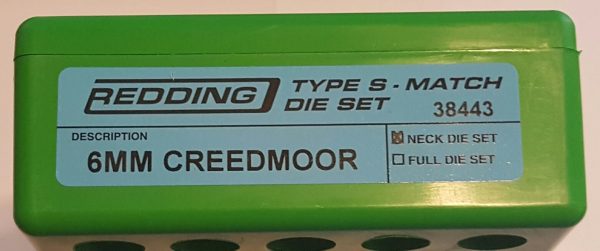 REDDING TYPE S - MATCH
DIE SET 38443
DESCRIPTION
6MM CREEDMOOR
NECK DIE SET
FULL DIE SET